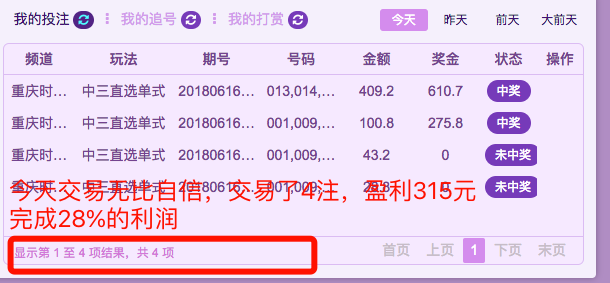 我的投注 我的追号 我的打赏 今天 昨天 前天 大前天
频道 玩法 期号 号码 金额 奖金 状态 操作
重庆时... 中三直选单式 20180616... 013,014,... 409.2 610.7 中奖
重庆时... 中三直选单式 20180616... 001,009,... 100.8 275.8 中奖
重庆时... 中三直选单式 20180616... 001,009,... 43.2 0 未中奖
重庆时... 中三直选单式 20180616... 001,009,... 0 未中奖
今天交易无比自信，交易了4注，盈利315元
完成28%的利润
显示第 1 至 4 项结果，共 4 项 首页 上页 1 下页 末页